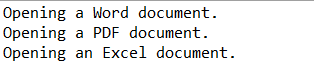 Opening a Word document.
Opening a PDF document.
Opening an Excel document.